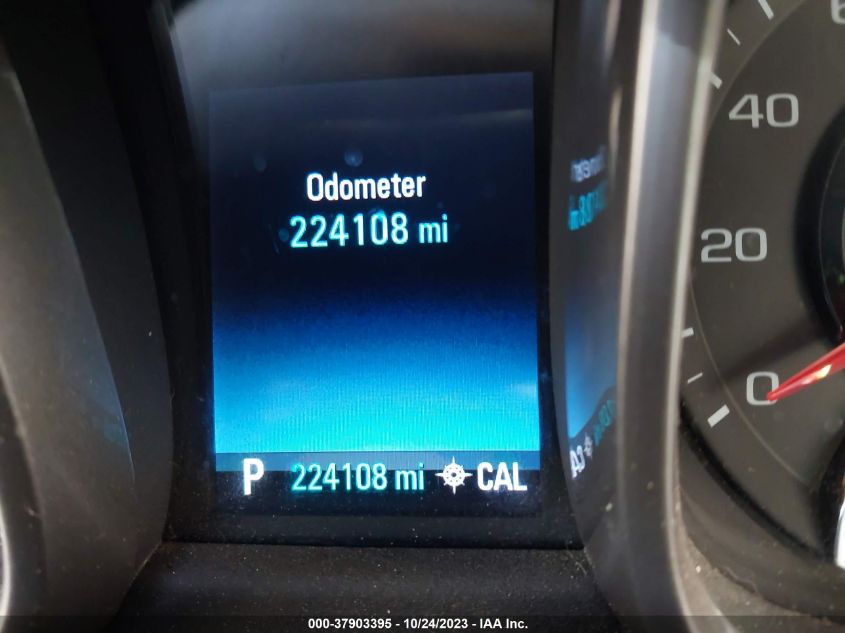 Odometer
224108 mi
P 224108 mi CAL
40
20
0
000-37903395 - 10/24/2023 - IAA Inc.